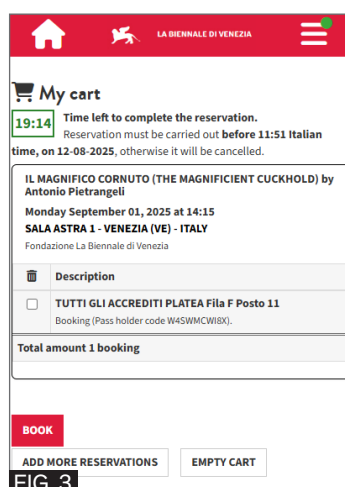 LA BIENNALE DI VENEZIA
My cart
19:14 Time left to complete the reservation.
Reservation must be carried out before 11:51 Italian
time, on 12-08-2025, otherwise it will be cancelled.
IL MAGNIFICO CORNUTO (THE MAGNIFICIENT CUCKHOLD) by
Antonio Pietrangeli
Monday September 01, 2025 at 14:15
SALA ASTRA 1 - VENEZIA (VE) - ITALY
Fondazione La Biennale di Venezia
Description
TUTTI GLI ACCREDITI PLATEA Fila F Posto 11
Booking (Pass holder code W4SWMCWI8X).
Total amount 1 booking
BOOK
ADD MORE RESERVATIONS EMPTY CART
FIG. 3